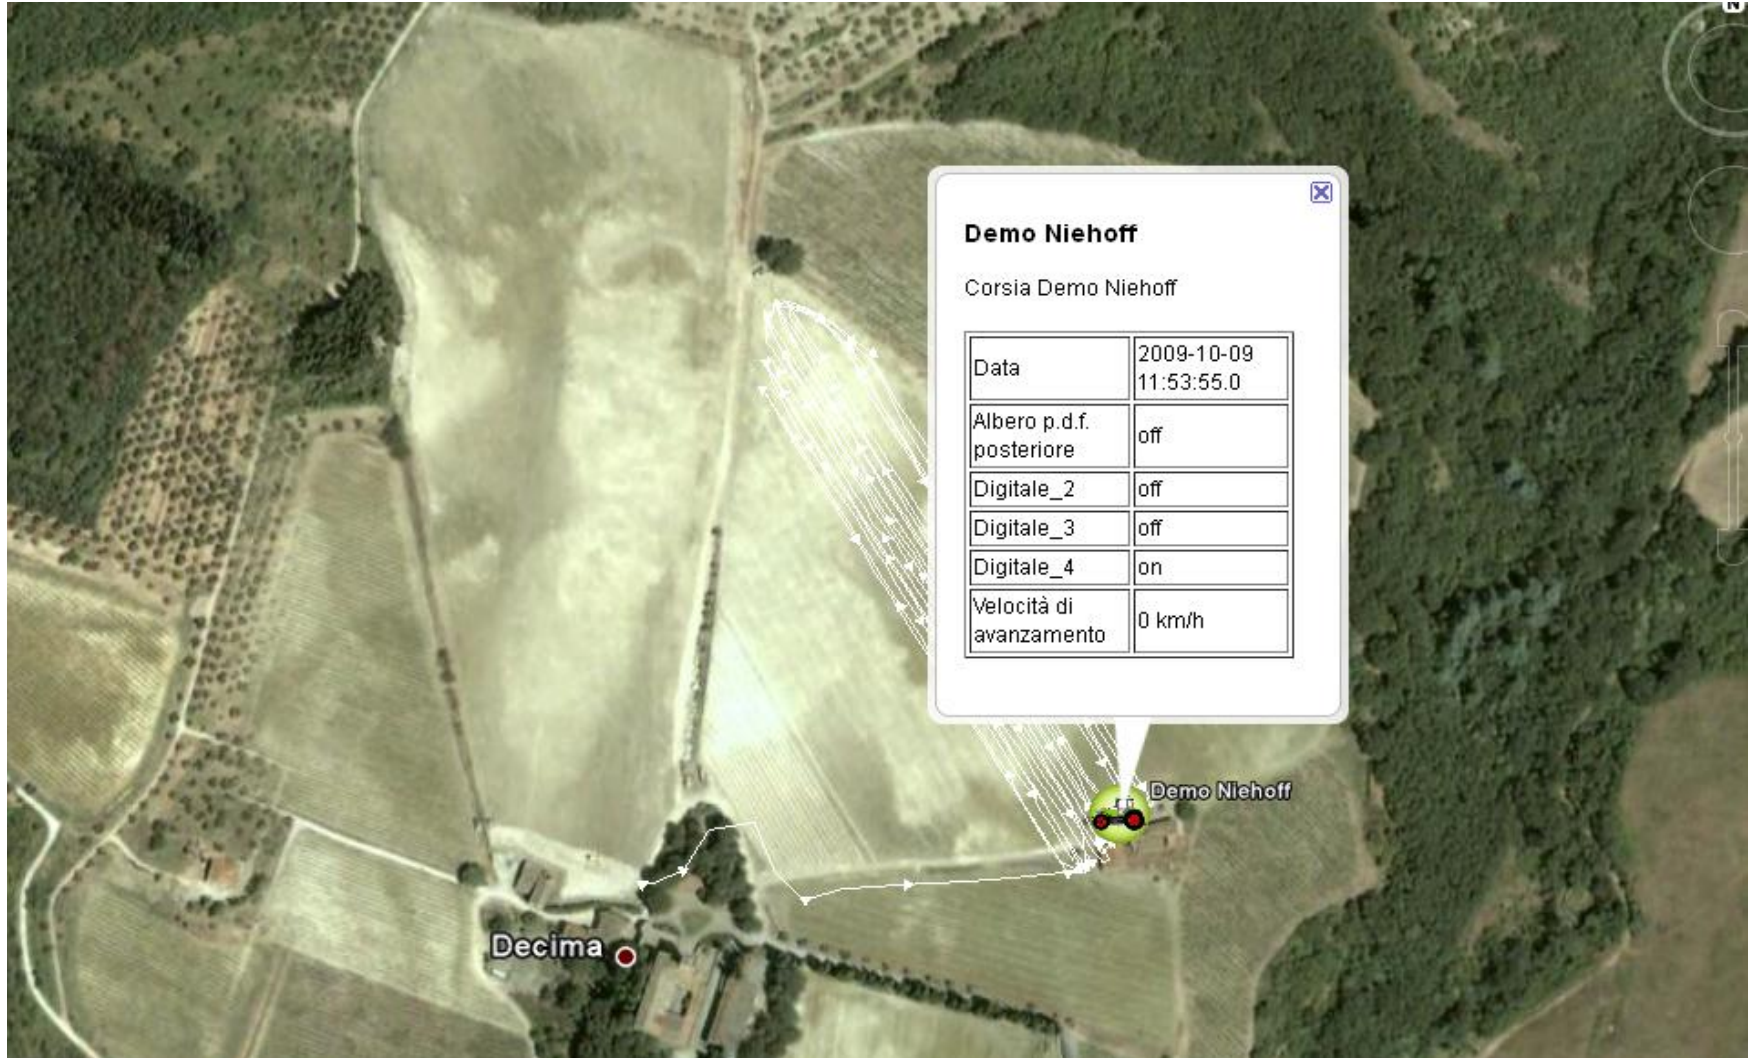 N
Demo Niehoff
Corsia Demo Niehoff
Data
2009-10-09
11:53:55.0
Albero p.d.f.
posteriore
off
Digitale_2
off
Digitale_3
off
Digitale_4
on
Velocità di
avanzamento
0 km/h
Demo Niehoff
Decima